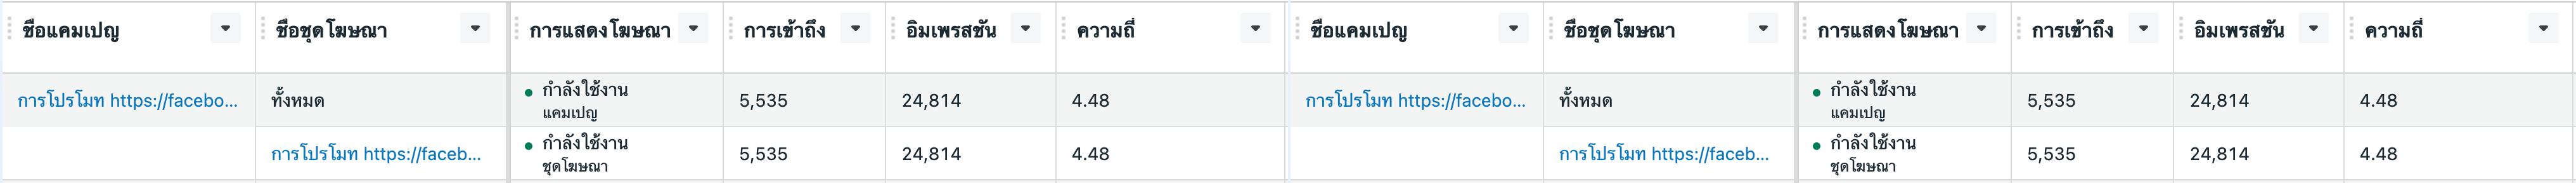 ชื่อแคมเปญ ชื่อชุดโฆษณา การแสดงโฆษณา การเข้าถึง อิมเพรสชัน ความถี่ ชื่อแคมเปญ ชื่อชุดโฆษณา การแสดงโฆษณา การเข้าถึง อิมเพรสชัน ความถี่
การโปรโมท https://facebo... ทั้งหมด กำลังใช้งาน 5,535 24,814 4.48 การโปรโมท https://facebo... ทั้งหมด กำลังใช้งาน 5,535 24,814 4.48
แคมเปญ แคมเปญ
การโปรโมท https://faceb... กำลังใช้งาน 5,535 24,814 4.48 การโปรโมท https://faceb... กำลังใช้งาน 5,535 24,814 4.48
ชุดโฆษณา ชุดโฆษณา